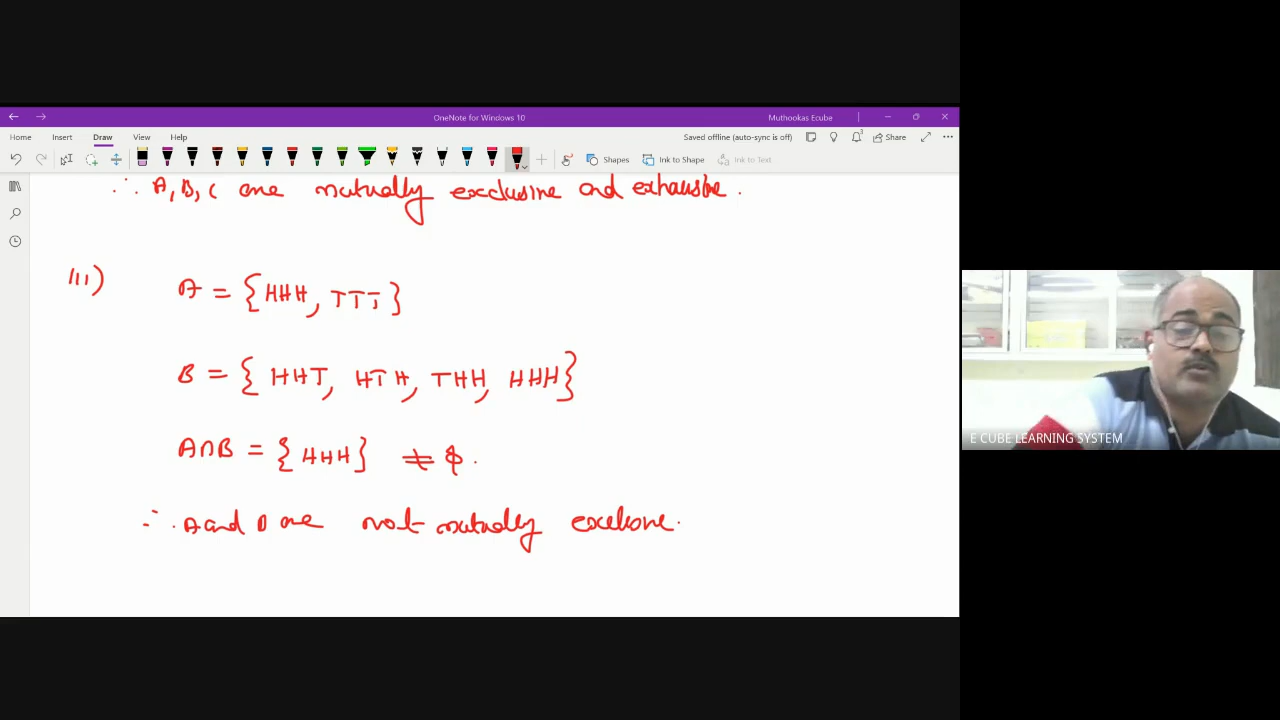 OneNote for Windows 10
Muthookas Ecube
Home Insert Draw View Help
Saved offline (auto-sync is off)
3
Share
Shapes
Ink to Shape
Ink to Text
∴ A, B, C are mutually exclusive and exhaustive.
III)
A = {HHH, TTT}
B = {HHT, HTH, THH, HHH}
A∩B = {HHH} ≠ ϕ.
∴ A and B are not mutually exclusive.
E CUBE LEARNING SYSTEM